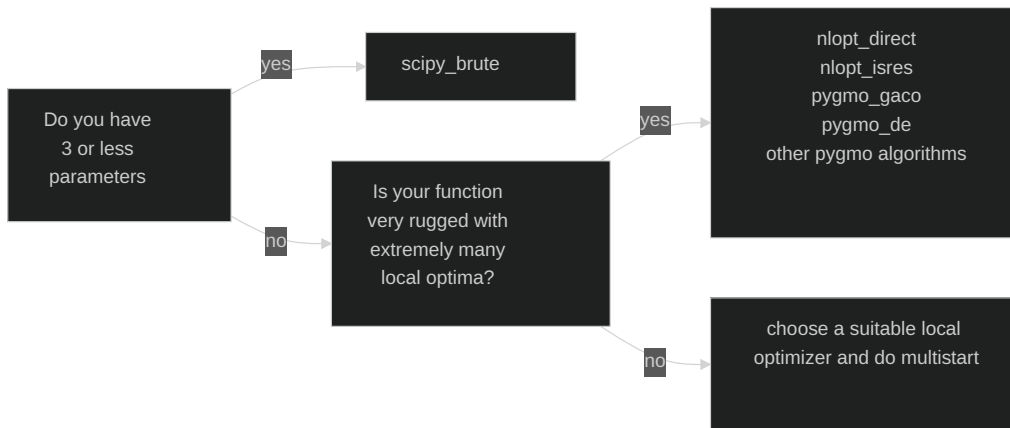 Do you have
3 or less
parameters
yes
scipy_brute
no
Is your function
very rugged with
extremely many
local optima?
yes
nlopt_direct
nlopt_isres
pygmo_gaco
pygmo_de
other pygmo algorithms
no
choose a suitable local
optimizer and do multistart